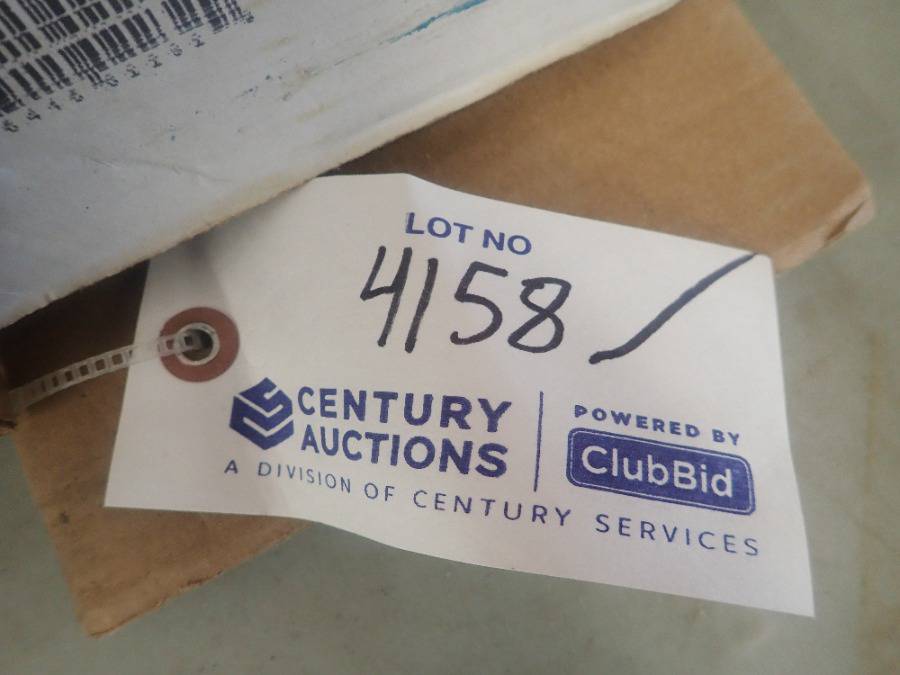 LOT NO
4158
CENTURY
AUCTIONS
A DIVISION OF CENTURY SERVICES
POWERED BY
ClubBid